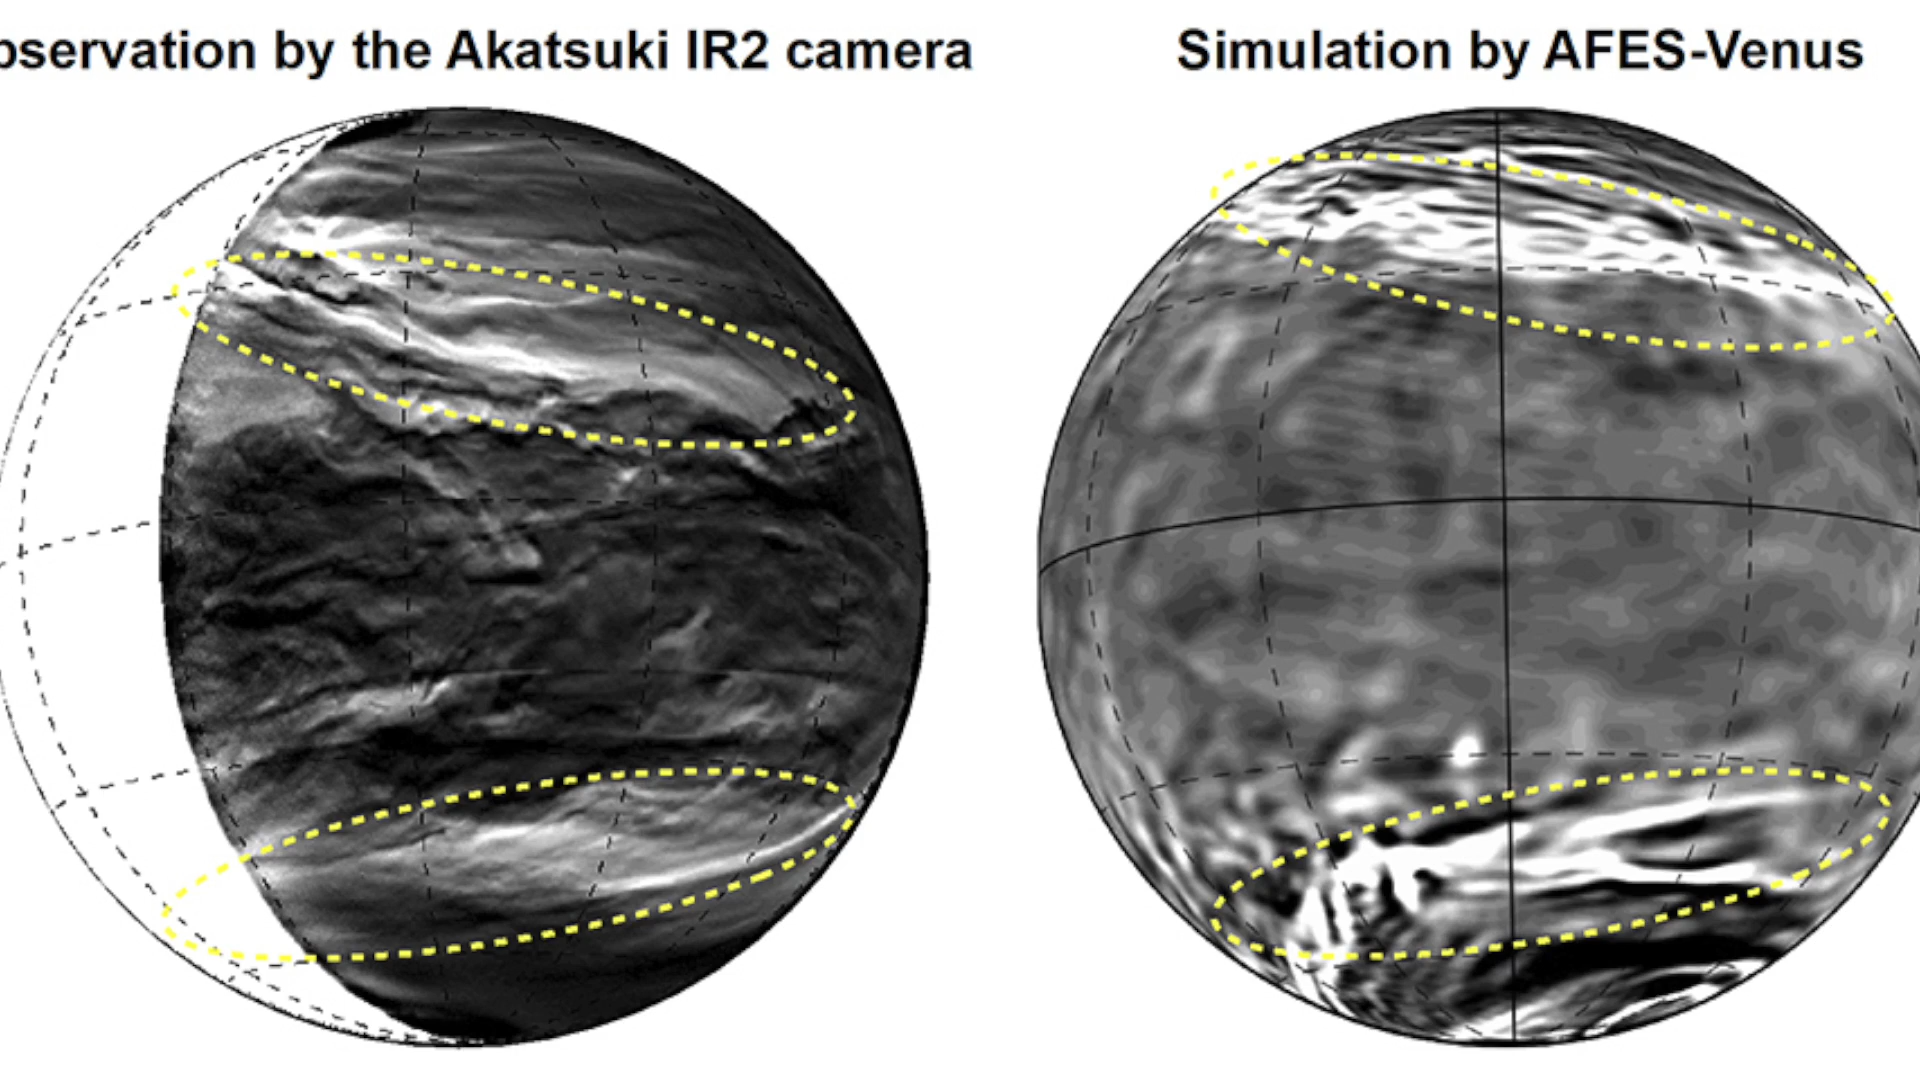 bservation by the Akatsuki IR2 camera
Simulation by AFES-Venus